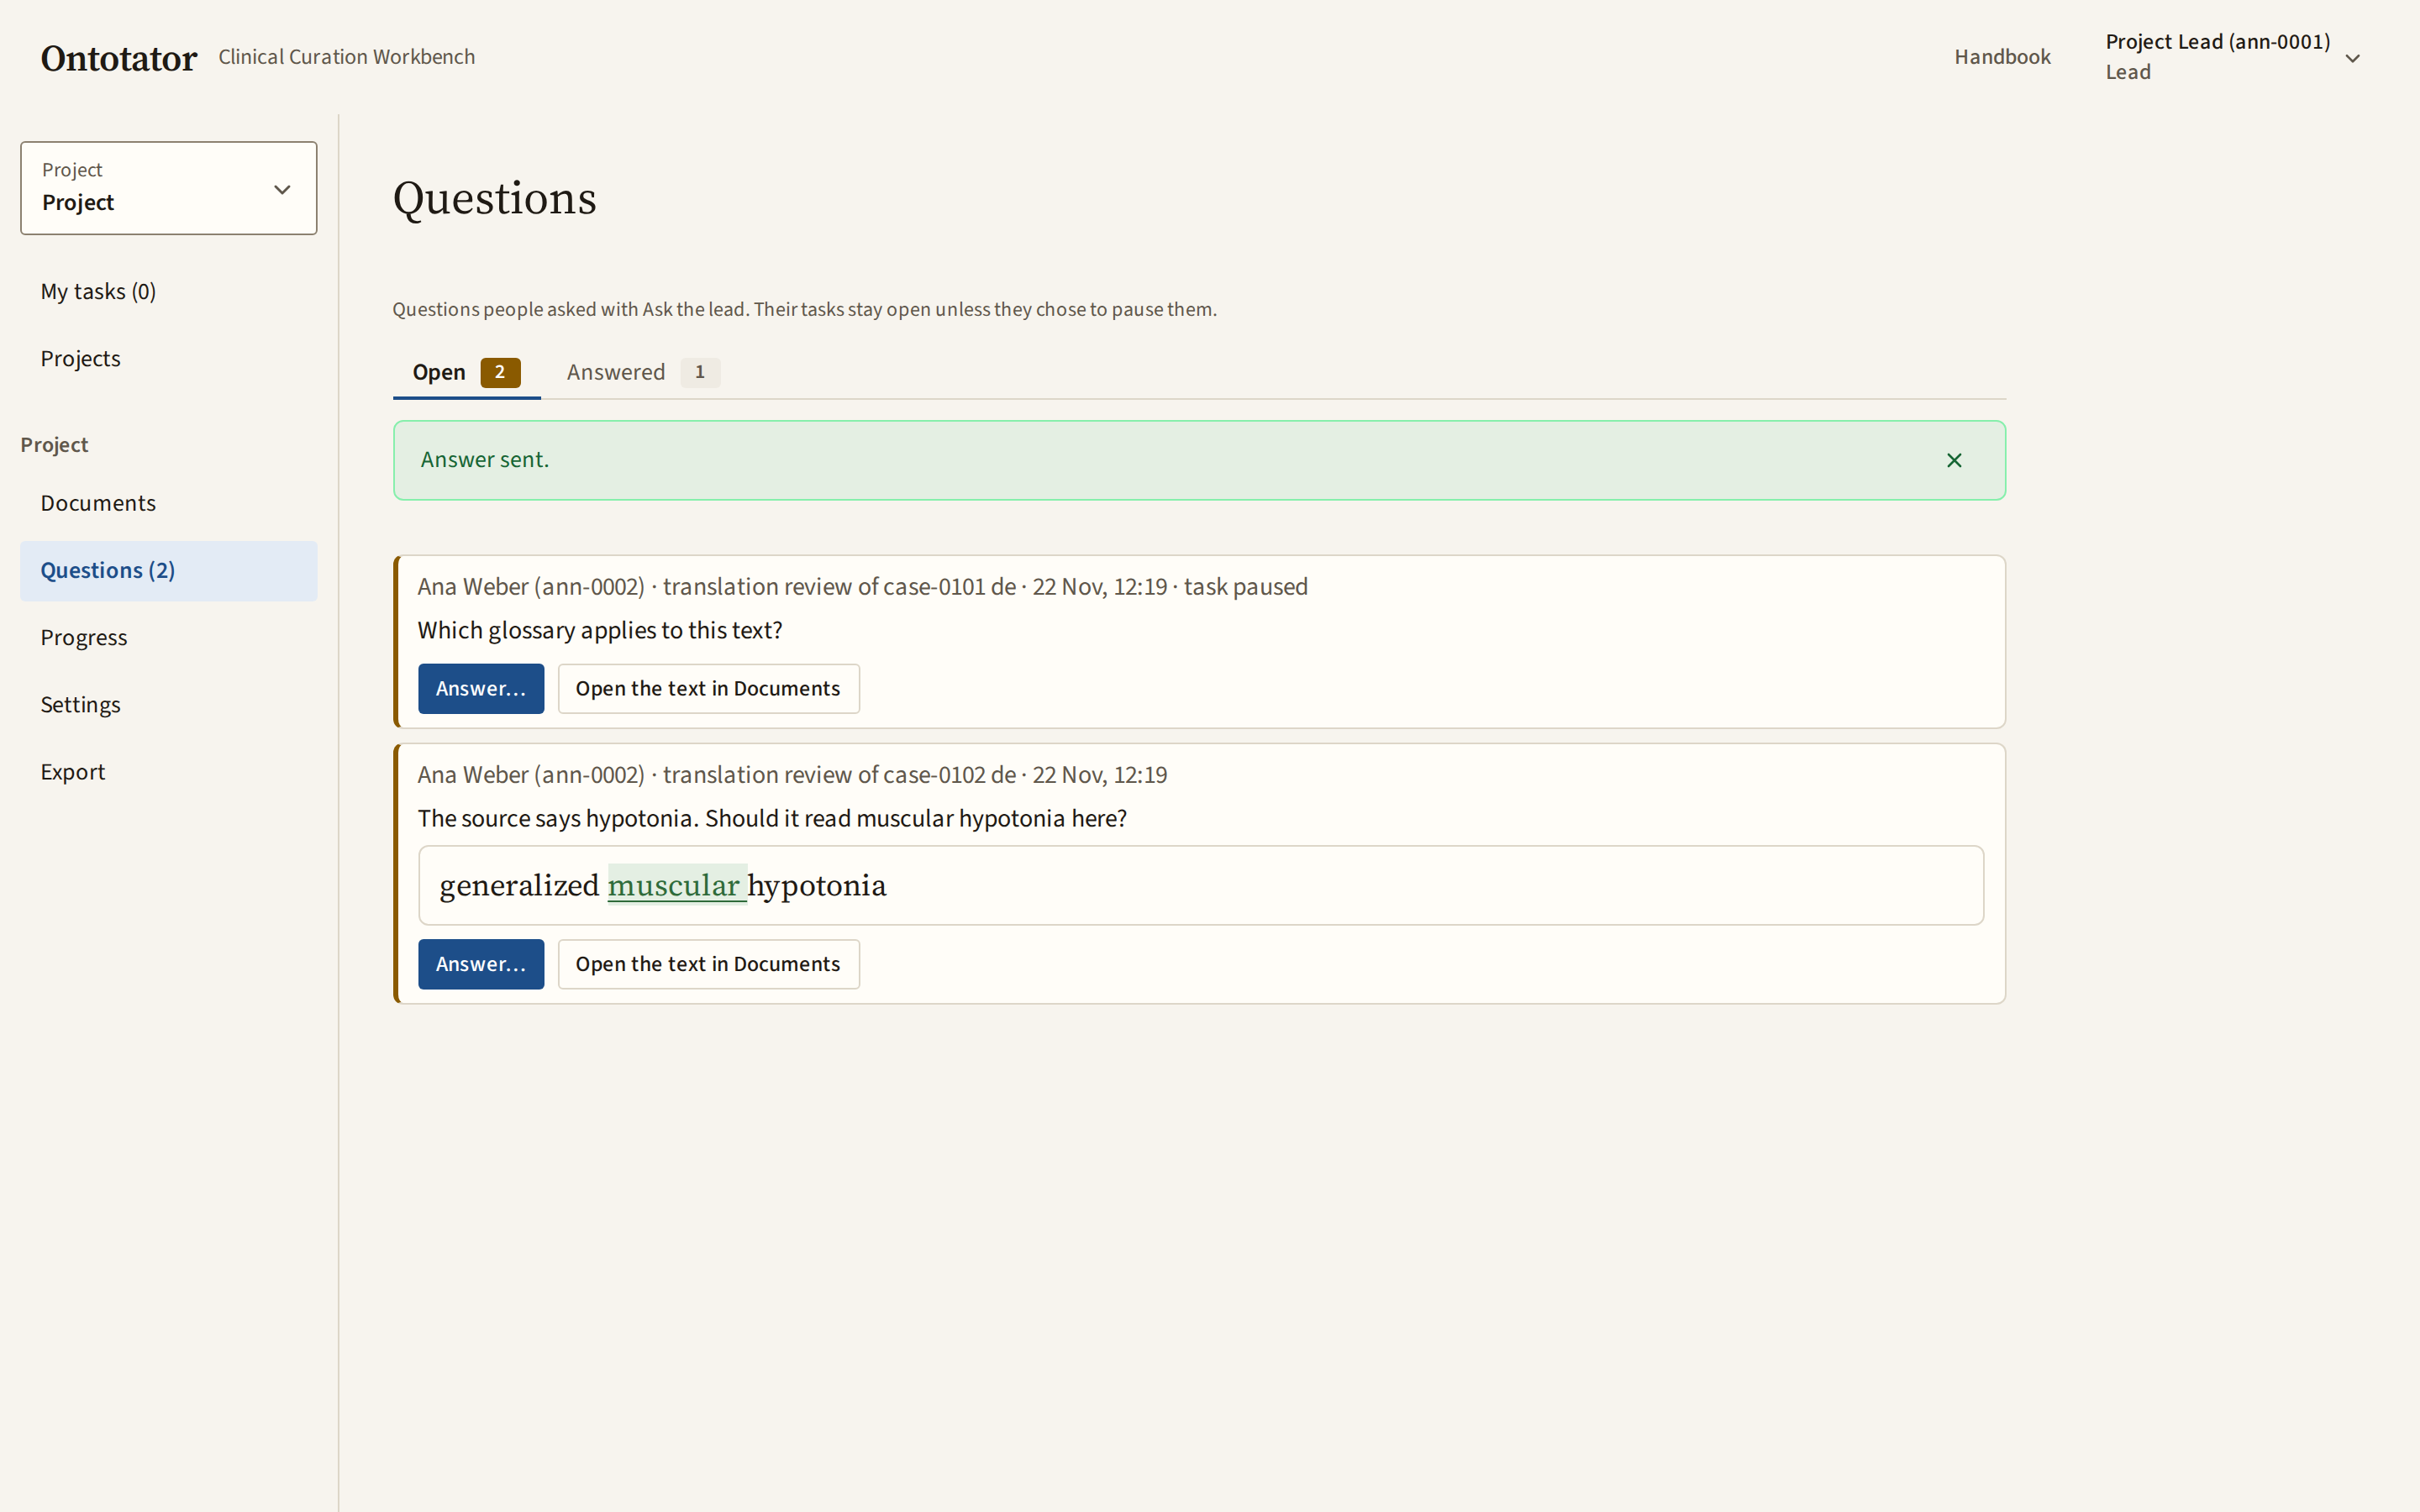 Ontotator Clinical Curation Workbench
Handbook
Project Lead (ann-0001)
Lead
Project
Project
My tasks (0)
Projects
Project
Documents
Questions (2)
Progress
Settings
Export
Questions
Questions people asked with Ask the lead. Their tasks stay open unless they chose to pause them.
Open 2 Answered 1
Answer sent.
Ana Weber (ann-0002) · translation review of case-0101 de · 22 Nov, 12:19 · task paused
Which glossary applies to this text?
Answer… Open the text in Documents
Ana Weber (ann-0002) · translation review of case-0102 de · 22 Nov, 12:19
The source says hypotonia. Should it read muscular hypotonia here?
generalized muscular hypotonia
Answer… Open the text in Documents